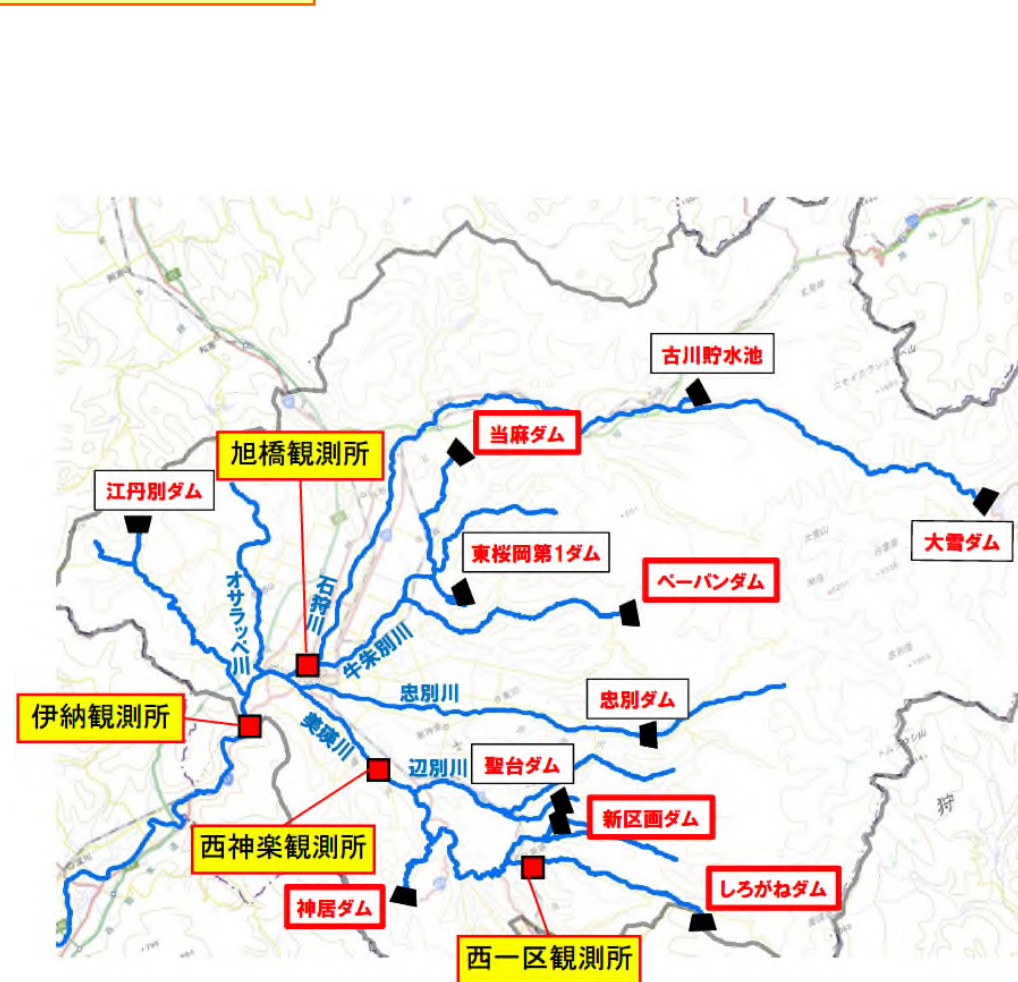 古川貯水池
当麻ダム
旭橋観測所
江丹別ダム
大雪ダム
東桜岡第1ダム
ペーパンダム
オサラッペ川
石狩川
牛朱別川
忠別川
忠別ダム
伊納観測所
美瑛川
辺別川
聖台ダム
新区画ダム
西神楽観測所
しろがねダム
神居ダム
西一区観測所
狩